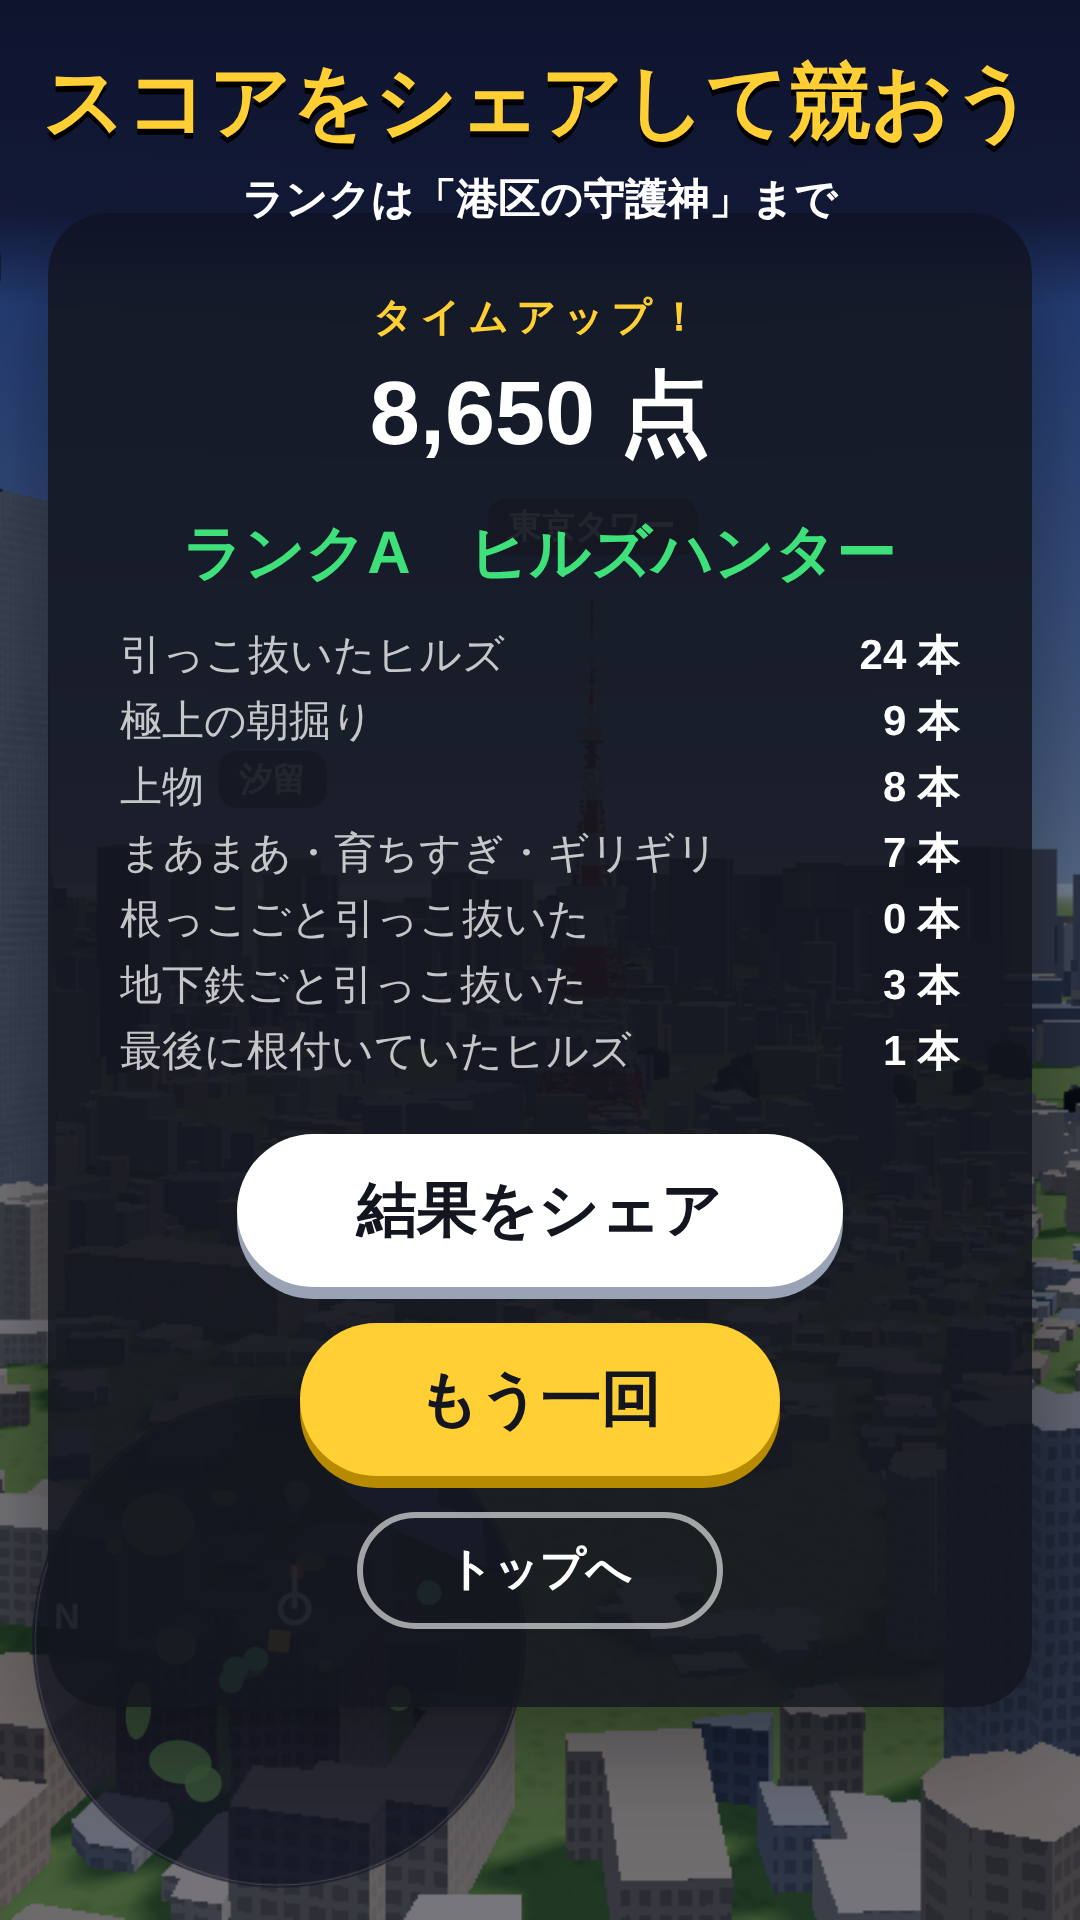 スコアをシェアして競おう
ランクは「港区の守護神」まで
タイムアップ！
8,650 点
東京タワー
ランクA　ヒルズハンター
引っこ抜いたヒルズ 24 本
極上の朝掘り 9 本
汐留
上物 8 本
まあまあ・育ちすぎ・ギリギリ 7 本
根っこごと引っこ抜いた 0 本
地下鉄ごと引っこ抜いた 3 本
最後に根付いていたヒルズ 1 本
結果をシェア
もう一回
トップへ
N